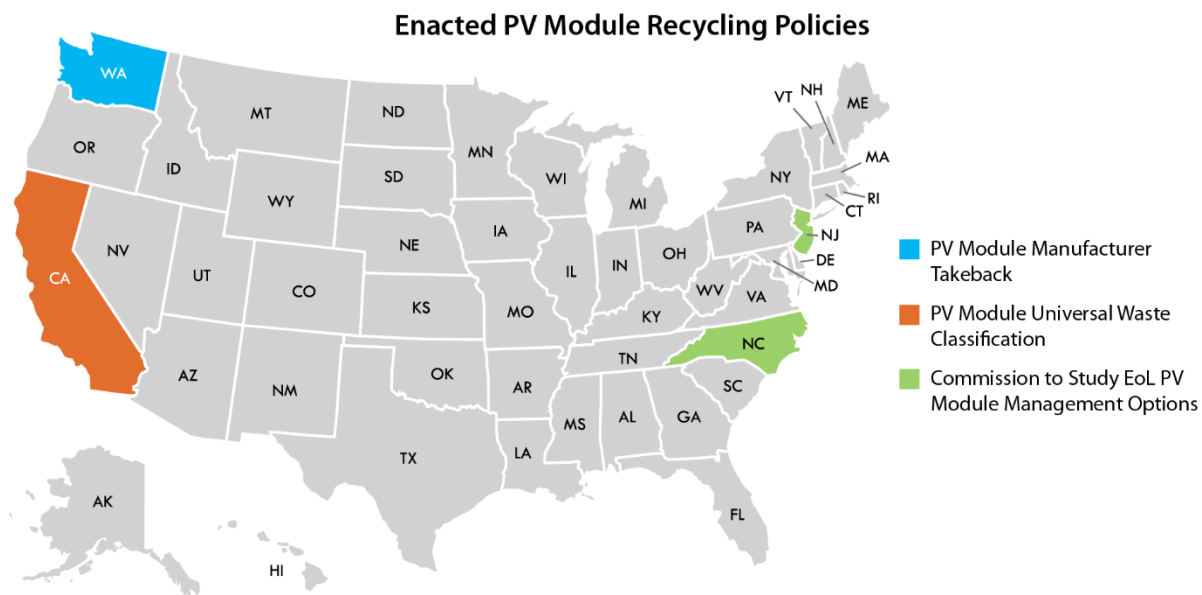 Enacted PV Module Recycling Policies
WA
MT
ND
MN
VT
NH
ME
OR
ID
SD
WI
MI
NY
MA
WY
RI
CT
NV
UT
NE
IA
PA
NJ
CA
CO
KS
MO
IL
IN
OH
DE
MD
WV
VA
KY
AZ
NM
OK
AR
TN
NC
SC
TX
LA
MS
AL
GA
FL
AK
HI
PV Module Manufacturer
Takeback
PV Module Universal Waste
Classification
Commission to Study EoL PV
Module Management Options